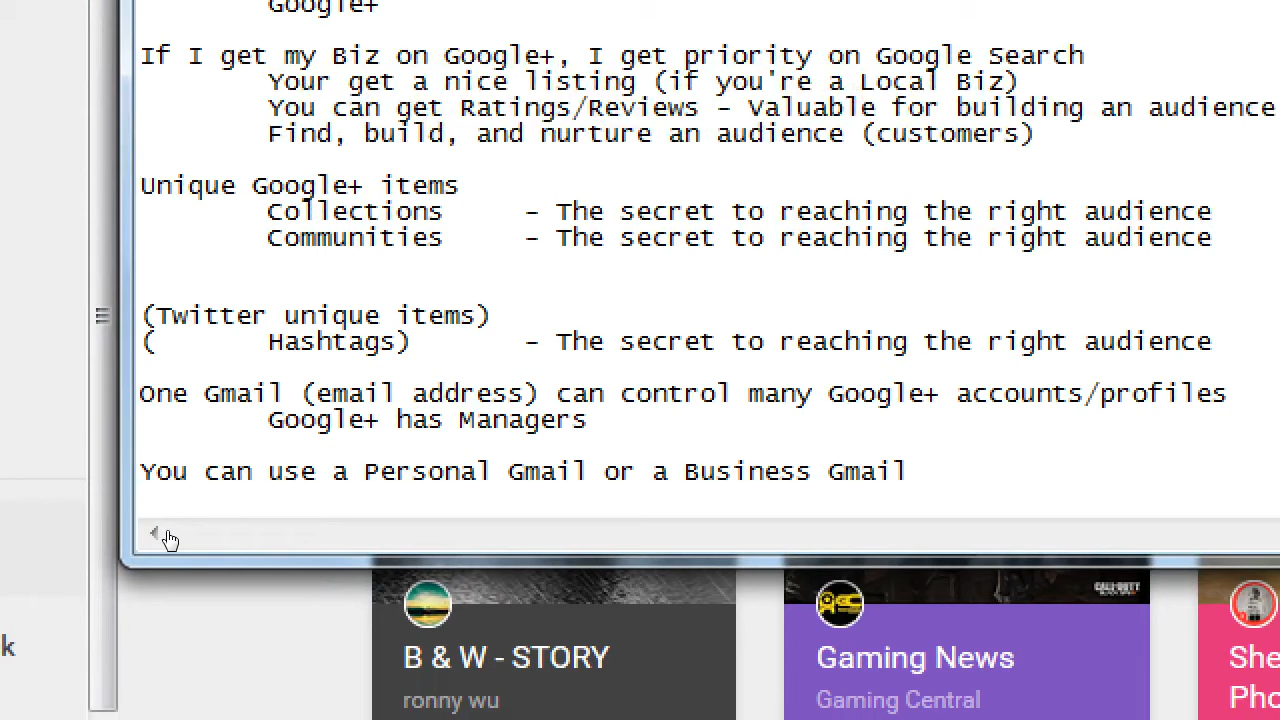 Google+
If I get my Biz on Google+, I get priority on Google Search
Your get a nice listing (if you're a Local Biz)
You can get Ratings/Reviews - Valuable for building an audience
Find, build, and nurture an audience (customers)
Unique Google+ items
Collections - The secret to reaching the right audience
Communities - The secret to reaching the right audience
(Twitter unique items)
( Hashtags) - The secret to reaching the right audience
One Gmail (email address) can control many Google+ accounts/profiles
Google+ has Managers
You can use a Personal Gmail or a Business Gmail
k
CALL OF DUTY
B & W - STORY
Gaming News
She
ronny wu
Gaming Central
Pho